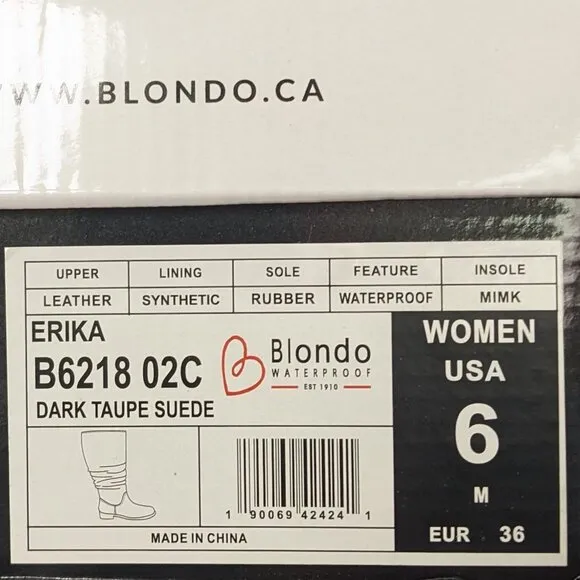 WWW.BLONDO.CA
UPPER LINING SOLE FEATURE INSOLE
LEATHER SYNTHETIC RUBBER WATERPROOF MIMK
ERIKA
B6218 02C
DARK TAUPE SUEDE
Blondo
WATERPROOF
EST 1910
WOMEN
USA
6
M
EUR 36
1 90069 42424 1
MADE IN CHINA